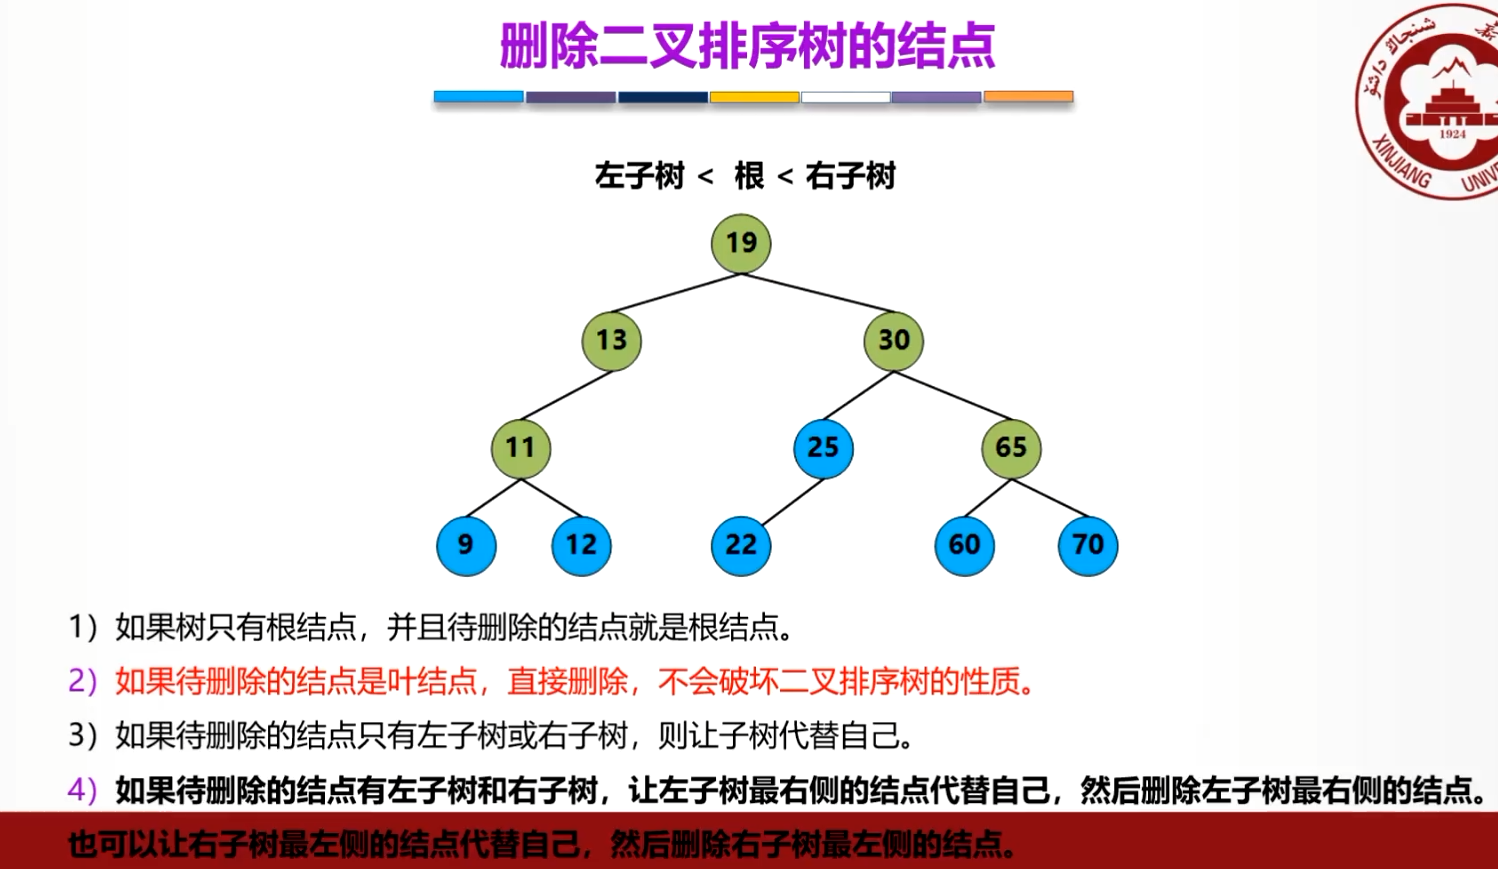 删除二叉排序树的结点
左子树 < 根 < 右子树
19
13
30
11
25
65
9
12
22
60
70
1）如果树只有根结点，并且待删除的结点就是根结点。
2）如果待删除的结点是叶结点，直接删除，不会破坏二叉排序树的性质。
3）如果待删除的结点只有左子树或右子树，则让子树代替自己。
4）如果待删除的结点有左子树和右子树，让左子树最右侧的结点代替自己，然后删除左子树最右侧的结点。
也可以让右子树最左侧的结点代替自己，然后删除右子树最左侧的结点。
1924
XINJIANG